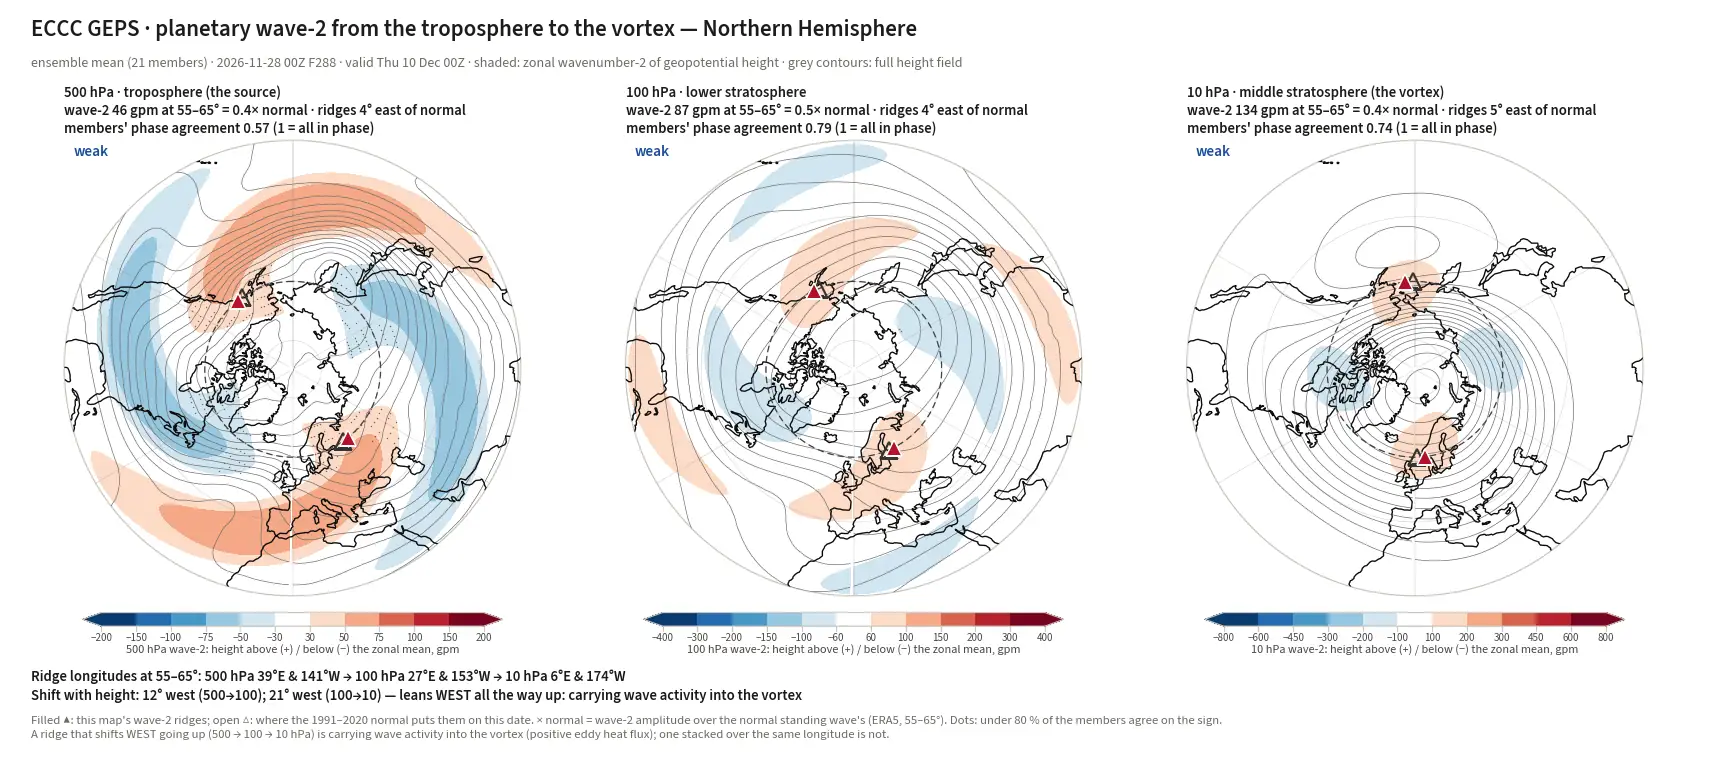 ECCC GEPS · planetary wave-2 from the troposphere to the vortex — Northern Hemisphere
ensemble mean (21 members) · 2026-11-28 00Z F288 · valid Thu 10 Dec 00Z · shaded: zonal wavenumber-2 of geopotential height · grey contours: full height field
500 hPa · troposphere (the source)
wave-2 46 gpm at 55–65° = 0.4× normal · ridges 4° east of normal
members' phase agreement 0.57 (1 = all in phase)
weak
100 hPa · lower stratosphere
wave-2 87 gpm at 55–65° = 0.5× normal · ridges 4° east of normal
members' phase agreement 0.79 (1 = all in phase)
weak
10 hPa · middle stratosphere (the vortex)
wave-2 134 gpm at 55–65° = 0.4× normal · ridges 5° east of normal
members' phase agreement 0.74 (1 = all in phase)
weak
−200 −150 −100 −75 −50 −30 30 50 75 100 150 200
500 hPa wave-2: height above (+) / below (−) the zonal mean, gpm
−400 −300 −200 −150 −100 −60 60 100 150 200 300 400
100 hPa wave-2: height above (+) / below (−) the zonal mean, gpm
−800 −600 −450 −300 −200 −100 100 200 300 450 600 800
10 hPa wave-2: height above (+) / below (−) the zonal mean, gpm
Ridge longitudes at 55–65°: 500 hPa 39°E & 141°W → 100 hPa 27°E & 153°W → 10 hPa 6°E & 174°W
Shift with height: 12° west (500→100); 21° west (100→10) — leans WEST all the way up: carrying wave activity into the vortex
Filled ▲: this map's wave-2 ridges; open △: where the 1991–2020 normal puts them on this date. × normal = wave-2 amplitude over the normal standing wave's (ERA5, 55–65°). Dots: under 80 % of the members agree on the sign.
A ridge that shifts WEST going up (500 → 100 → 10 hPa) is carrying wave activity into the vortex (positive eddy heat flux); one stacked over the same longitude is not.